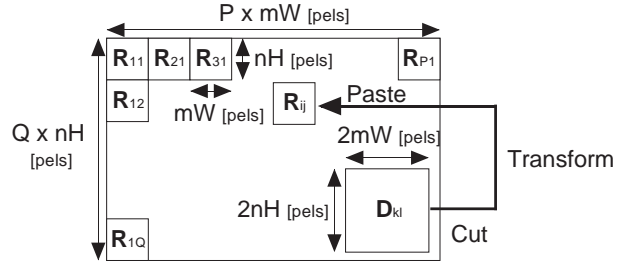 P x mW [pels]
R11 R21 R31 nH [pels] RP1
R12 mW [pels] Rij Paste
Q x nH
[pels]
2mW [pels]
Transform
2nH [pels] Dkl
R1Q Cut